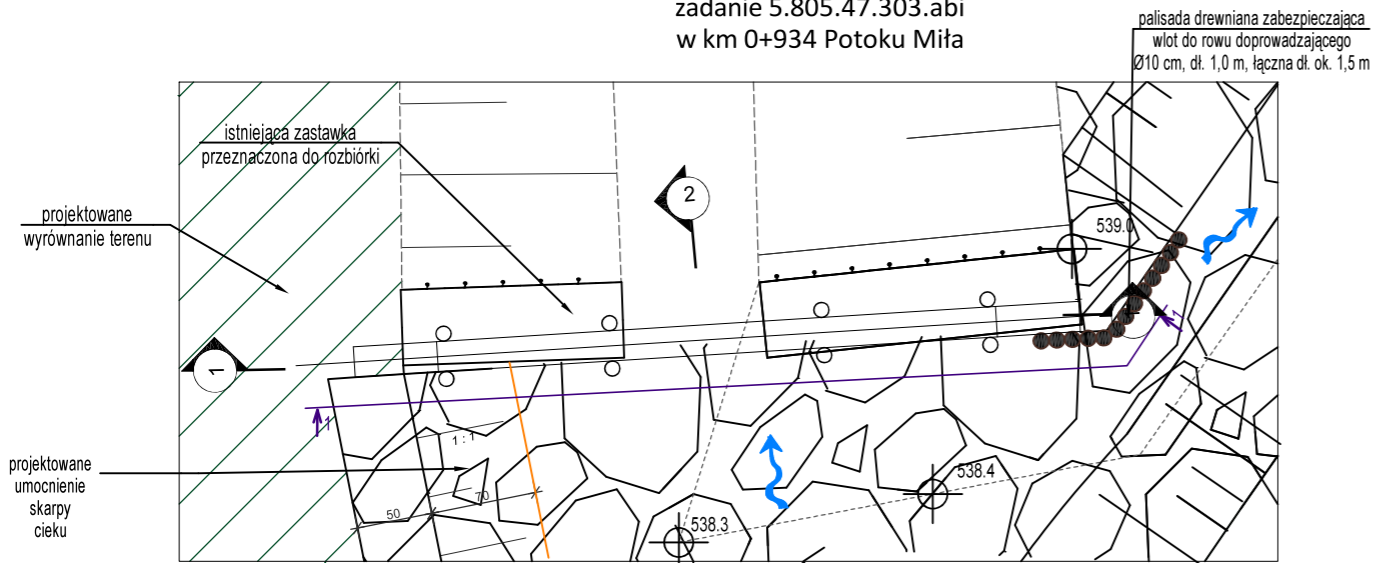 zadanie 5.805.47.303.abi
w km 0+934 Potoku Miła
palisada drewniana zabezpieczająca
wlot do rowu doprowadzającego
Ø10 cm, dł. 1,0 m, łączna dł. ok. 1,5 m
istniejąca zastawka
przeznaczona do rozbiórki
projektowane
wyrównanie terenu
2
539.0
1
1
1
1 : 1
projektowane
umocnienie
skarpy
cieku
70
50
538.4
538.3